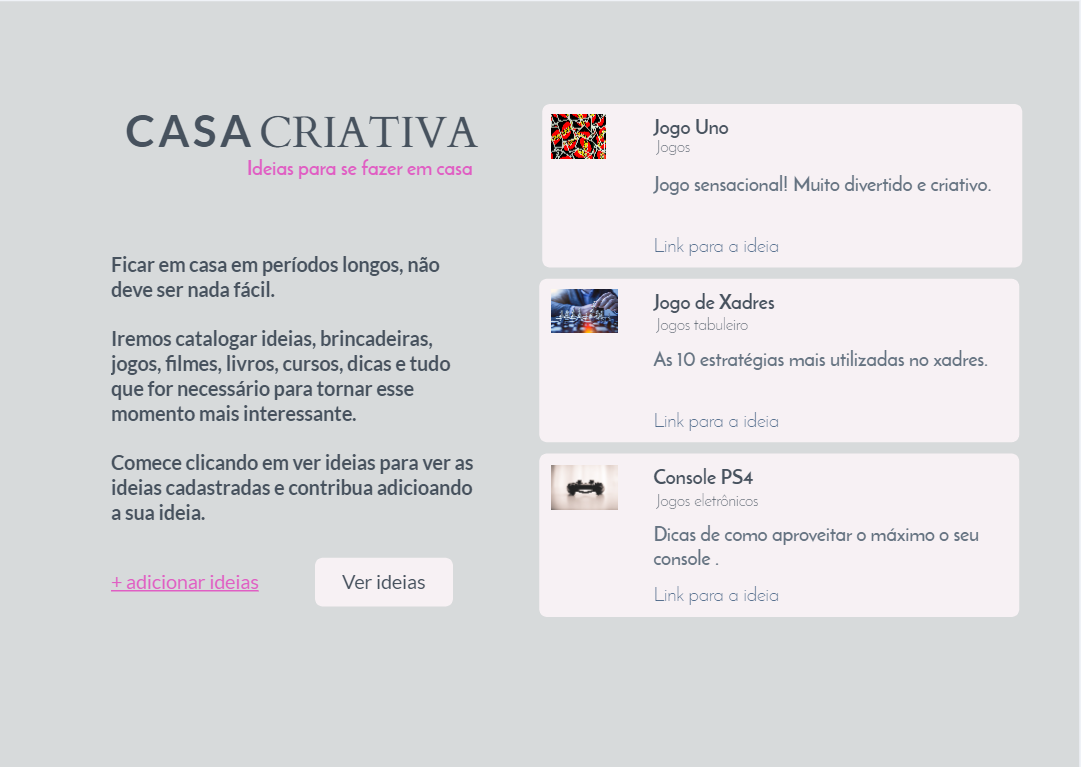 CASA CRIATIVA
Ideias para se fazer em casa
Ficar em casa em períodos longos, não
deve ser nada fácil.
Iremos catalogar ideias, brincadeiras,
jogos, filmes, livros, cursos, dicas e tudo
que for necessário para tornar esse
momento mais interessante.
Comece clicando em ver ideias para ver as
ideias cadastradas e contribua adicioando
a sua ideia.
+ adicionar ideias
Ver ideias
Jogo Uno
Jogos
Jogo sensacional! Muito divertido e criativo.
Link para a ideia
Jogo de Xadres
Jogos tabuleiro
As 10 estratégias mais utilizadas no xadres.
Link para a ideia
Console PS4
Jogos eletrônicos
Dicas de como aproveitar o máximo o seu
console .
Link para a ideia